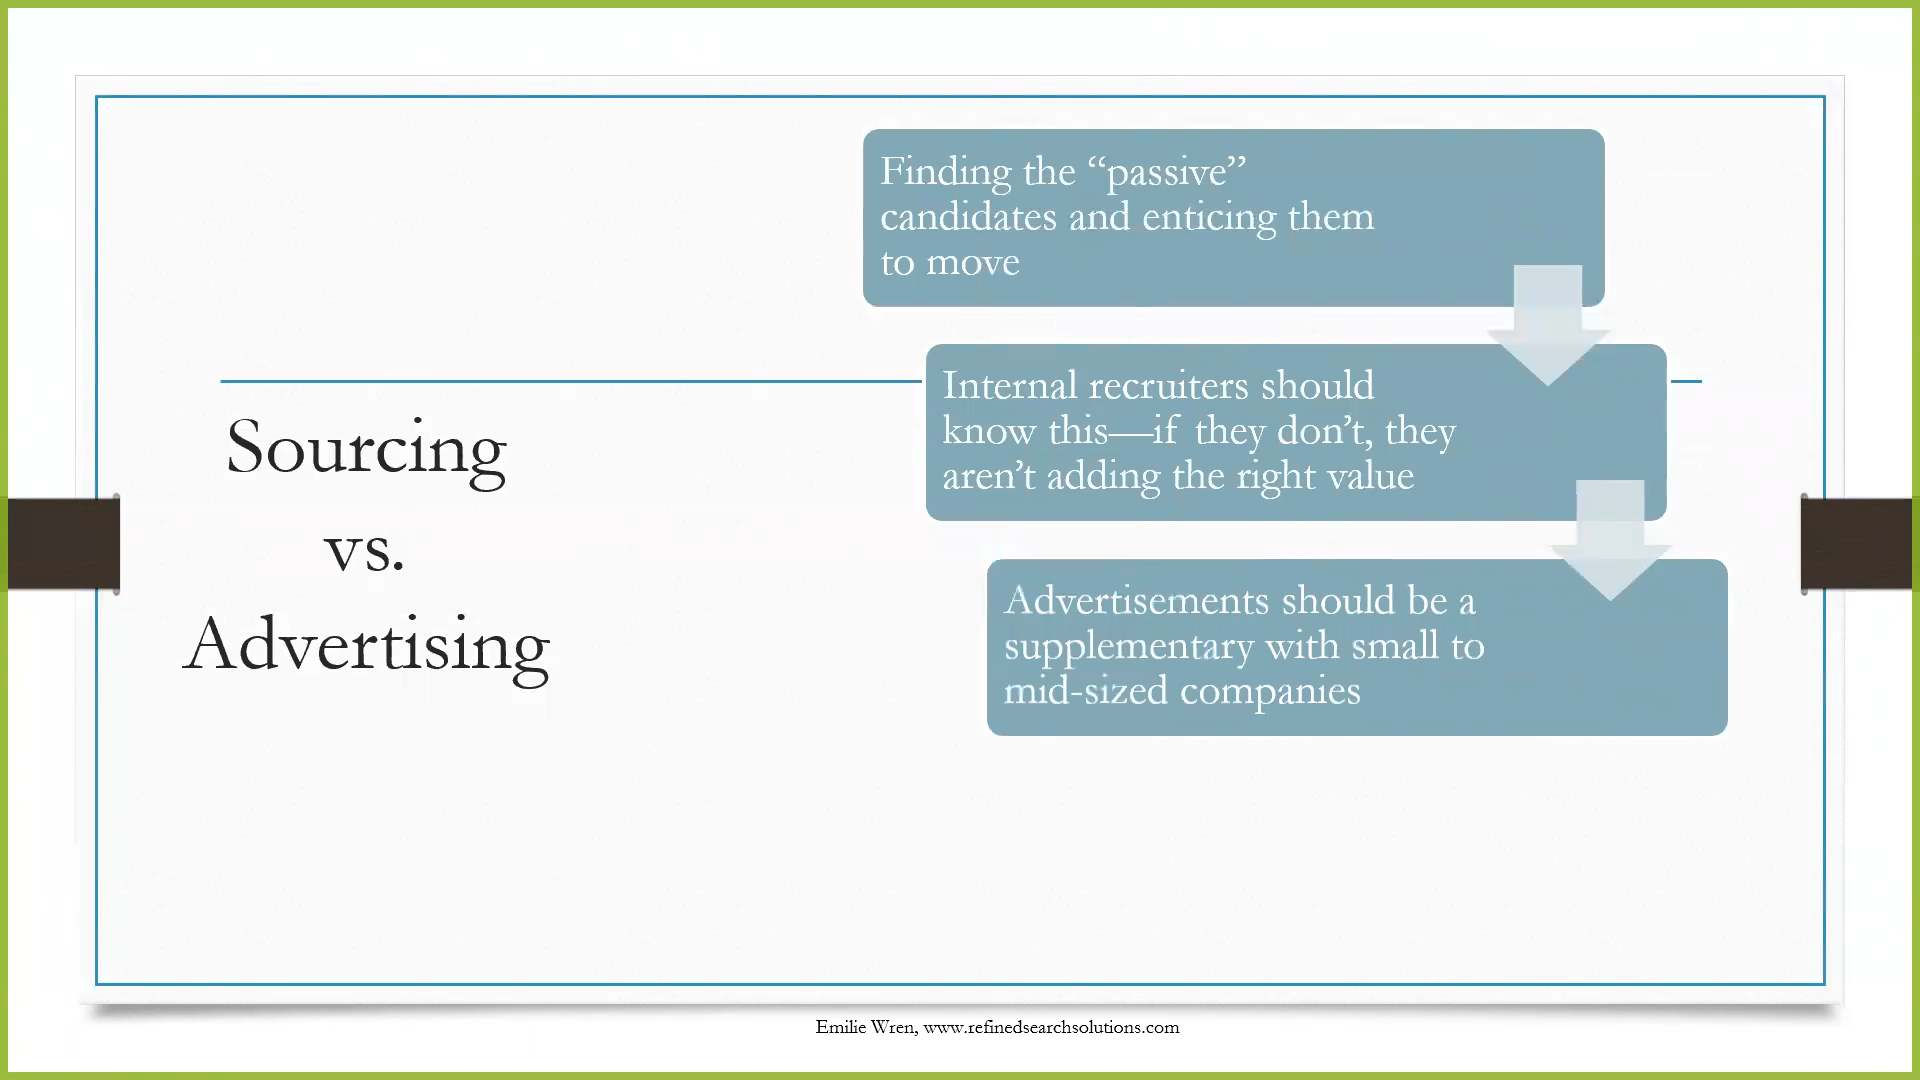 Sourcing
vs.
Advertising
Finding the “passive”
candidates and enticing them
to move
Internal recruiters should
know this—if they don’t, they
aren’t adding the right value
Advertisements should be a
supplementary with small to
mid-sized companies
Emilie Wren, www.refinedsearchsolutions.com